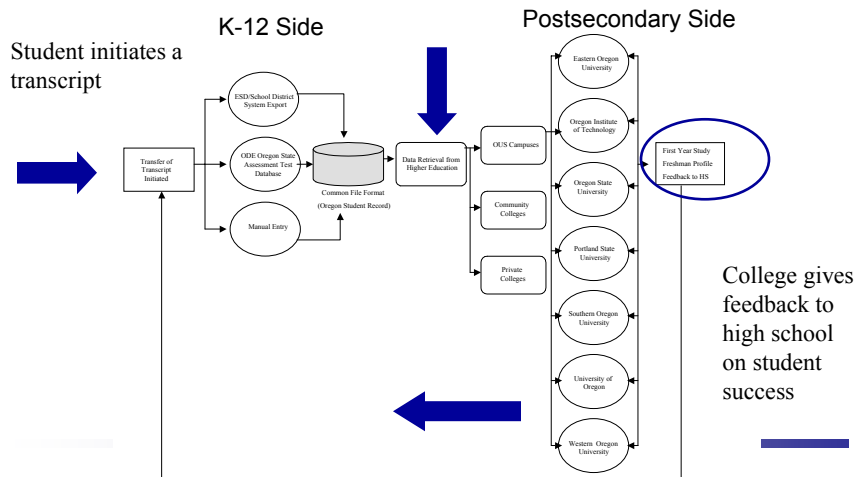 K-12 Side
Postsecondary Side
Student initiates a
transcript
ESD/School District
System Export
ODE Oregon State
Assessment Test
Database
Manual Entry
Transfer of
Transcript
Initiated
Common File Format
(Oregon Student Record)
Data Retrieval from
Higher Education
OUS Campuses
Community
Colleges
Private
Colleges
Eastern Oregon
University
Oregon Institute
of Technology
Oregon State
University
Portland State
University
Southern Oregon
University
University of
Oregon
Western Oregon
University
First Year Study
Freshman Profile
Feedback to HS
College gives
feedback to
high school
on student
success